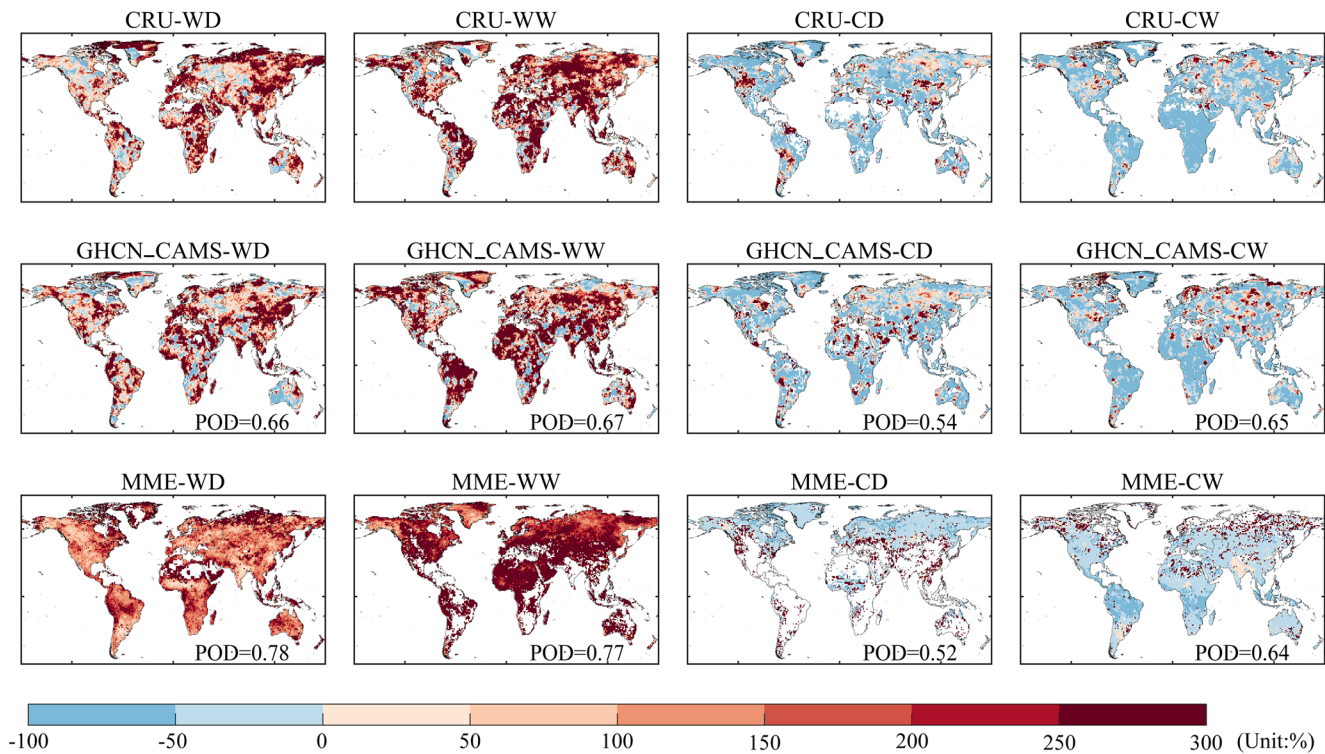 CRU-WD
CRU-WW
CRU-CD
CRU-CW
GHCN_CAMS-WD
GHCN_CAMS-WW
GHCN_CAMS-CD
GHCN_CAMS-CW
POD=0.66
POD=0.67
POD=0.54
POD=0.65
MME-WD
MME-WW
MME-CD
MME-CW
POD=0.78
POD=0.77
POD=0.52
POD=0.64
-100 -50 0 50 100 150 200 250 300 (Unit:%)